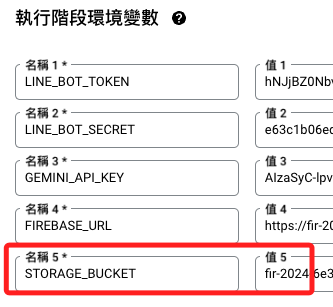 執行階段環境變數
名稱 1 *
LINE_BOT_TOKEN
值 1
hNJjBZ0Nb
名稱 2 *
LINE_BOT_SECRET
值 2
e63c1b06e
名稱 3 *
GEMINI_API_KEY
值 3
AIzaSyC-lpv
名稱 4 *
FIREBASE_URL
值 4
https://fir-20
名稱 5 *
STORAGE_BUCKET
值 5
fir-2024 6e3